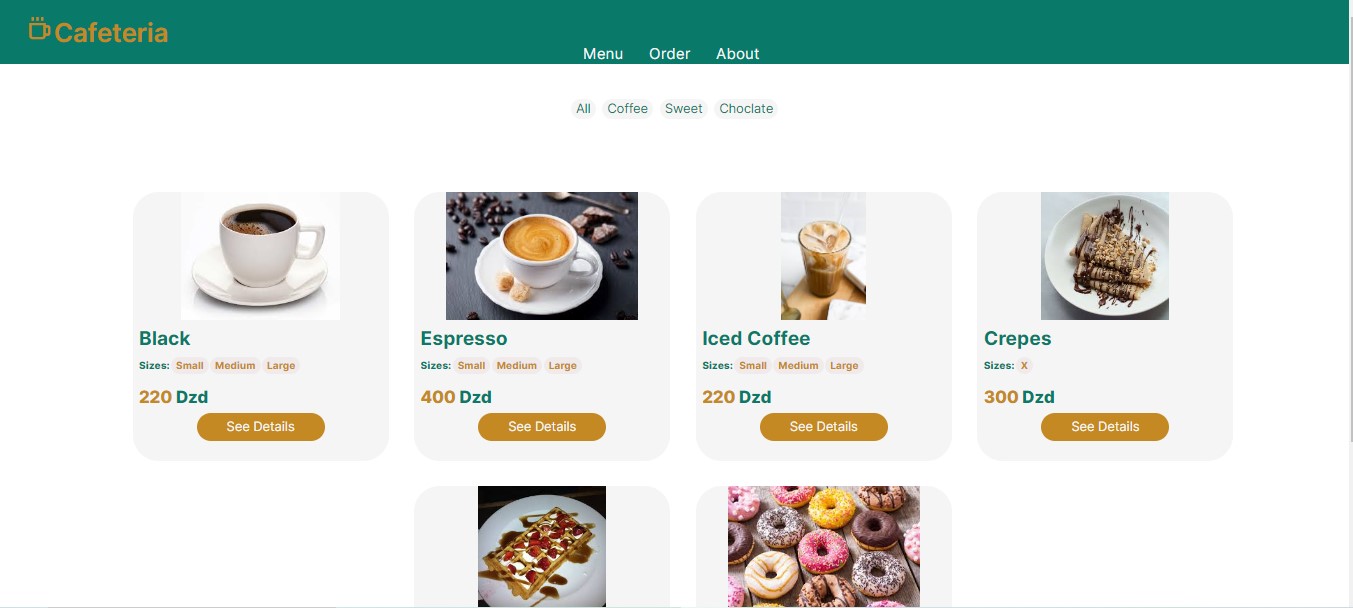 Cafeteria
Menu Order About
All Coffee Sweet Choclate
Black
Sizes: Small Medium Large
220 Dzd
See Details
Espresso
Sizes: Small Medium Large
400 Dzd
See Details
Iced Coffee
Sizes: Small Medium Large
220 Dzd
See Details
Crepes
Sizes: X
300 Dzd
See Details